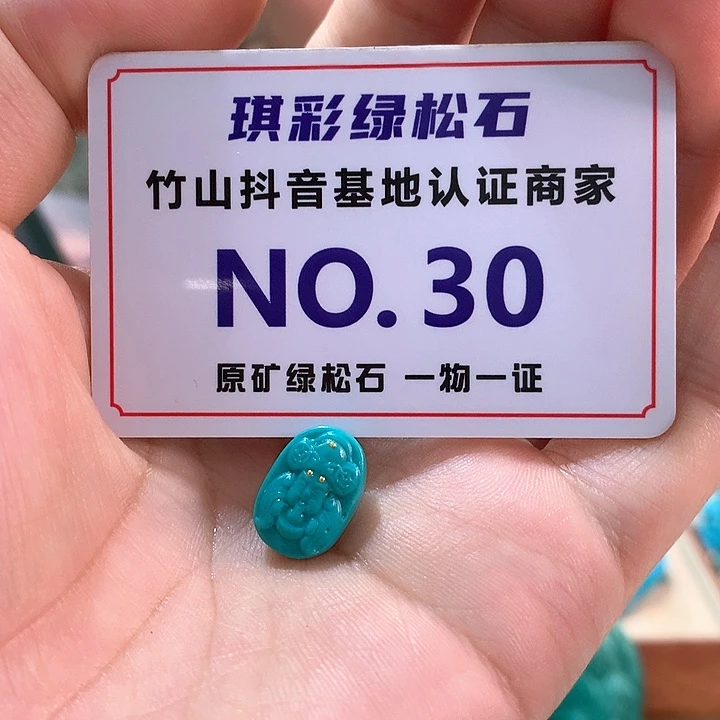 琪彩绿松石
竹山抖音基地认证商家
NO. 30
原矿绿松石 一物一证